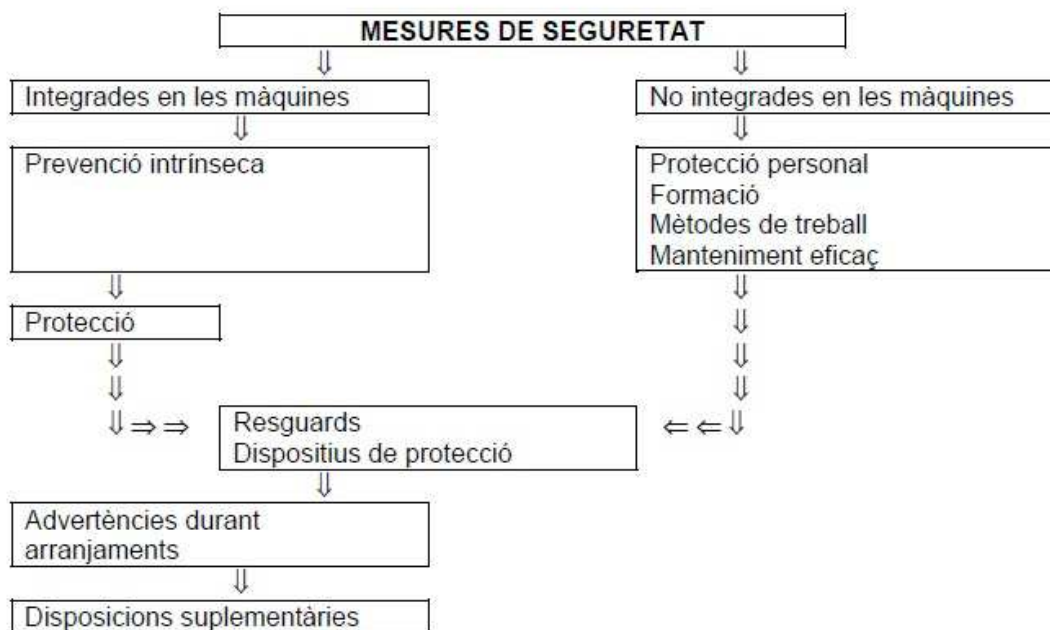 MESURES DE SEGURETAT
Integrades en les màquines
No integrades en les màquines
Prevenció intrínseca
Protecció personal
Formació
Mètodes de treball
Manteniment eficaç
Protecció
Resguards
Dispositius de protecció
Advertències durant
arranjaments
Disposicions suplementàries